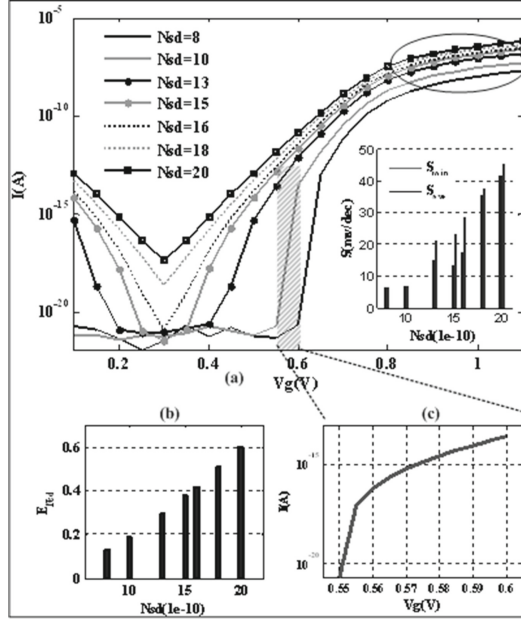 10⁻⁵
10⁻¹⁰
10⁻¹⁵
10⁻²⁰
I(A)
Nsd=8
Nsd=10
Nsd=13
Nsd=15
Nsd=16
Nsd=18
Nsd=20
50
40
30
20
10
0
S(mv/dec)
10 15 20
Nsd(1e-10)
0.2 0.4 0.6 0.8 1
(a) Vg(V)
(b)
0.6
0.4
0.2
0
10 15 20
Nsd(1e-10)
(c)
I(A)
10⁻¹⁵
10⁻²⁰
0.55 0.56 0.57 0.58 0.59 0.6
Vg(V)